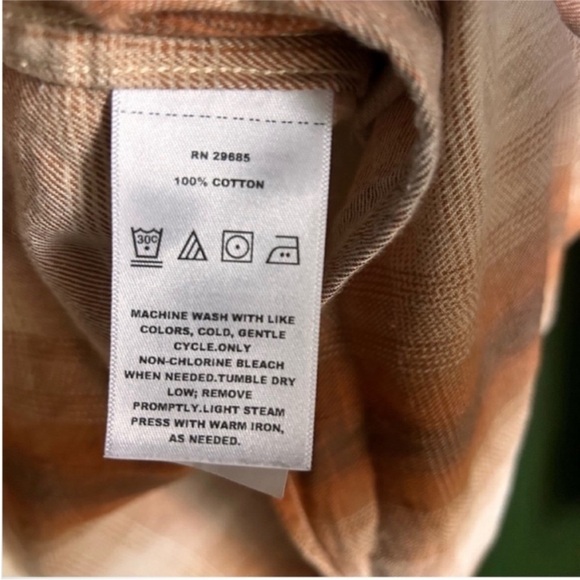 RN 29685
100% COTTON
30C
MACHINE WASH WITH LIKE
COLORS, COLD, GENTLE
CYCLE.ONLY
NON-CHLORINE BLEACH
WHEN NEEDED.TUMBLE DRY
LOW; REMOVE
PROMPTLY.LIGHT STEAM
PRESS WITH WARM IRON,
AS NEEDED.